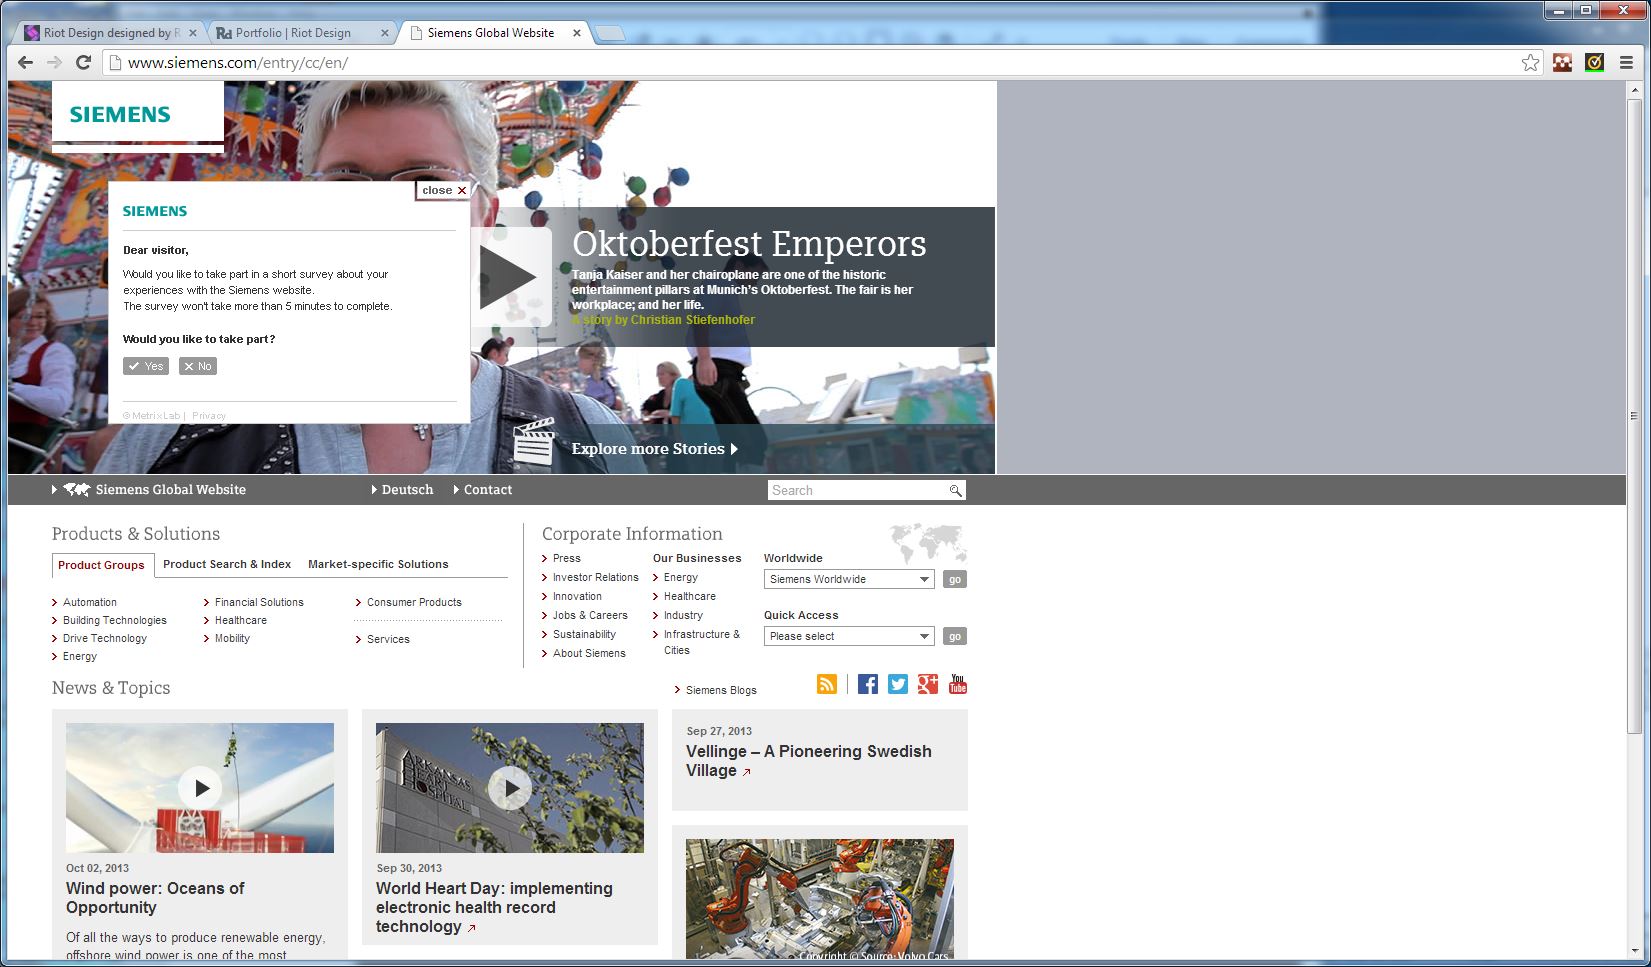 Riot Design designed by R
Portfolio | Riot Design
Siemens Global Website
www.siemens.com/entry/cc/en/
SIEMENS
close
SIEMENS
Dear visitor,
Would you like to take part in a short survey about your
experiences with the Siemens website.
The survey won't take more than 5 minutes to complete.
Would you like to take part?
Yes
No
© MetrixLab | Privacy
Oktoberfest Emperors
Tanja Kaiser and her chairoplane are one of the historic
entertainment pillars at Munich's Oktoberfest. The fair is her
workplace; and her life.
A story by Christian Stiefenhofer
Explore more Stories
Siemens Global Website
Deutsch
Contact
Search
Products & Solutions
Product Groups
Product Search & Index
Market-specific Solutions
Automation
Building Technologies
Drive Technology
Energy
Financial Solutions
Healthcare
Mobility
Consumer Products
Services
Corporate Information
Press
Investor Relations
Innovation
Jobs & Careers
Sustainability
About Siemens
Our Businesses
Energy
Healthcare
Industry
Infrastructure &
Cities
Worldwide
Siemens Worldwide
go
Quick Access
Please select
go
News & Topics
Siemens Blogs
You
Tube
ARKANSAS
HEART
HOSPITAL
Oct 02, 2013
Wind power: Oceans of
Opportunity
Of all the ways to produce renewable energy,
offshore wind power is one of the most
Sep 30, 2013
World Heart Day: implementing
electronic health record
technology
Sep 27, 2013
Vellinge – A Pioneering Swedish
Village
Copyright © Source: Volvo Cars